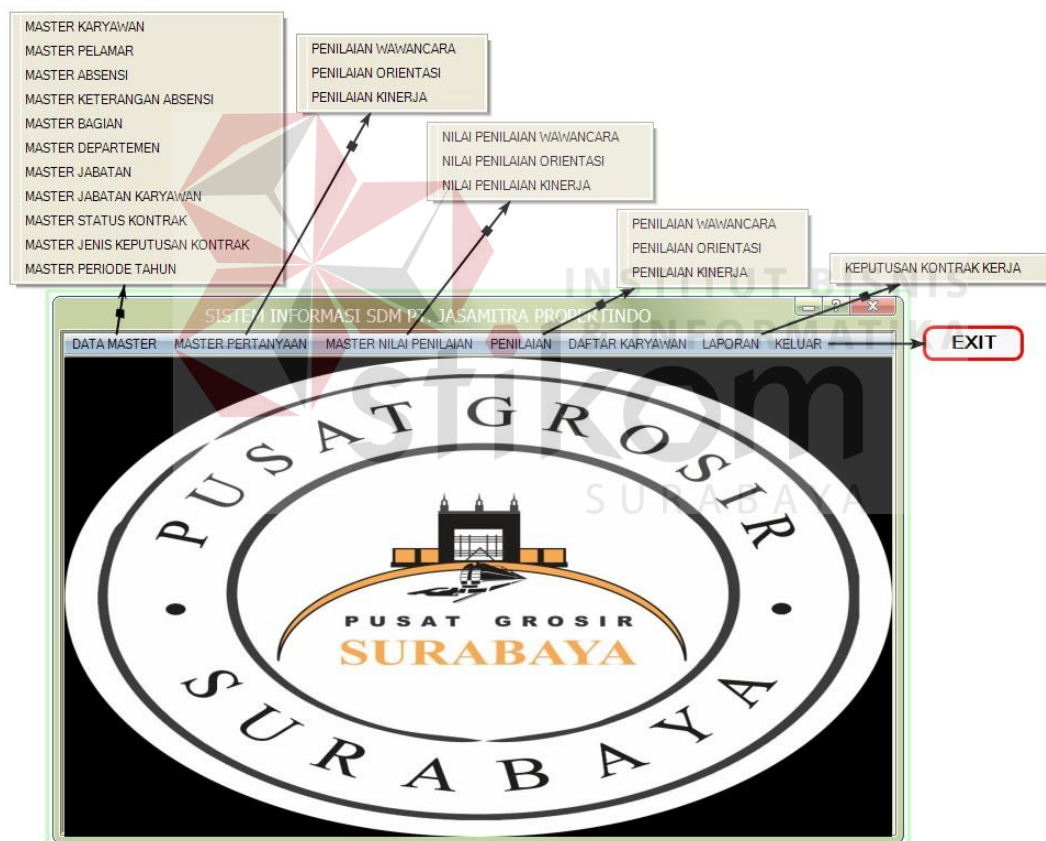 MASTER KARYAWAN
MASTER PELAMAR
MASTER ABSENSI
MASTER KETERANGAN ABSENSI
MASTER BAGIAN
MASTER DEPARTEMEN
MASTER JABATAN
MASTER JABATAN KARYAWAN
MASTER STATUS KONTRAK
MASTER JENIS KEPUTUSAN KONTRAK
MASTER PERIODE TAHUN
PENILAIAN WAWANCARA
PENILAIAN ORIENTASI
PENILAIAN KINERJA
NILAI PENILAIAN WAWANCARA
NILAI PENILAIAN ORIENTASI
NILAI PENILAIAN KINERJA
PENILAIAN WAWANCARA
PENILAIAN ORIENTASI
PENILAIAN KINERJA
KEPUTUSAN KONTRAK KERJA
INSTITUT BISNIS
& INFORMATIKA
stikom
SURABAYA
SISTEM INFORMASI SDM PT. JASAMITRA PROPERTINDO
DATA MASTER MASTER PERTANYAAN MASTER NILAI PENILAIAN PENILAIAN DAFTAR KARYAWAN LAPORAN KELUAR
EXIT
PUSAT GROSIR
PUSAT GROSIR
SURABAYA
SURABAYA